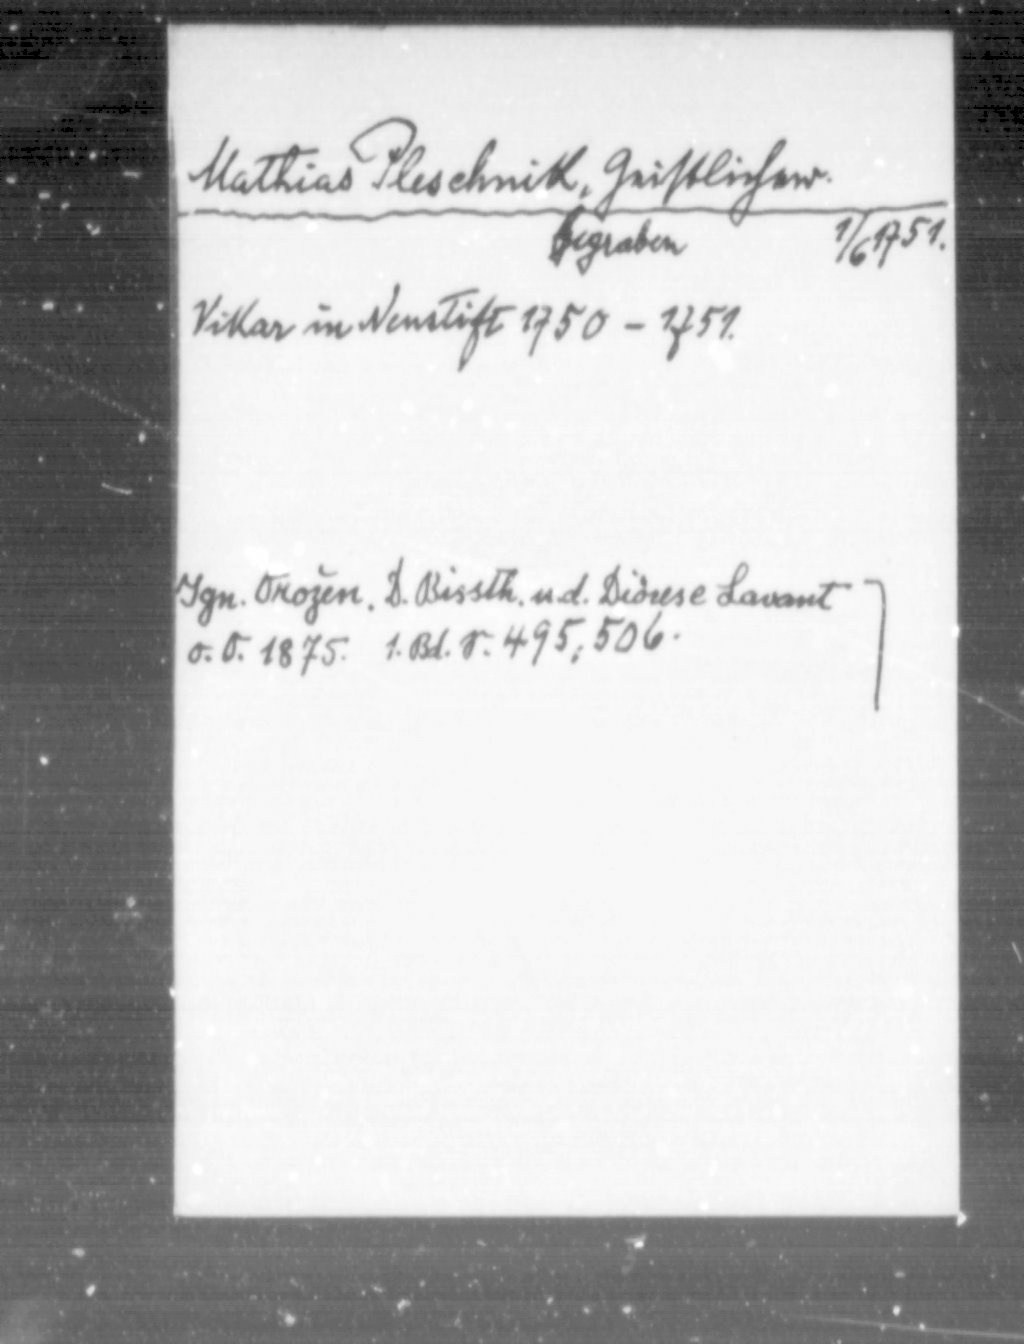 Mathias Pleschnik, Geistlicher.
Begraben 1/6 1751.
Vikar in Neustift 1750 - 1751.
Ign. Orožen. D. Bissth. u. d. Diözese Lavant
o. O. 1875. 1. Bd. S. 495; 506.